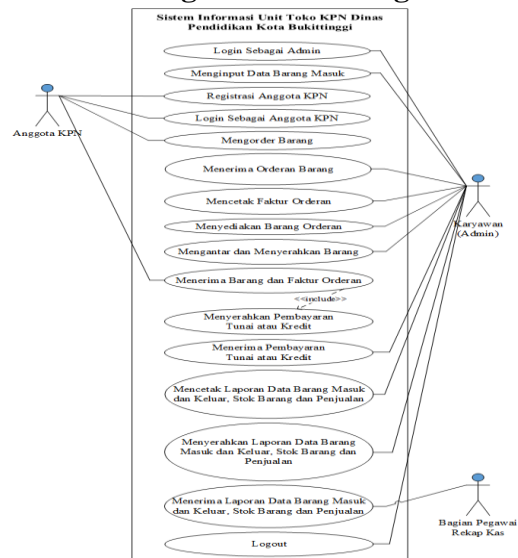 Sistem Informasi Unit Toko KPN Dinas
Pendidikan Kota Bukittinggi
Login Sebagai Admin
Menginput Data Barang Masuk
Registrasi Anggota KPN
Login Sebagai Anggota KPN
Anggota KPN
Mengorder Barang
Menerima Orderan Barang
Mencetak Faktur Orderan
Menyediakan Barang Orderan
Karyawan
(Admin)
Mengantar dan Menyerahkan Barang
Menerima Barang dan Faktur Orderan
<<include>>
Menyerahkan Pembayaran
Tunai atau Kredit
Menerima Pembayaran
Tunai atau Kredit
Mencetak Laporan Data Barang Masuk
dan Keluar, Stok Barang dan Penjualan
Menyerahkan Laporan Data Barang
Masuk dan Keluar, Stok Barang dan
Penjualan
Menerima Laporan Data Barang Masuk
dan Keluar, Stok Barang dan Penjualan
Bagian Pegawai
Rekap Kas
Logout